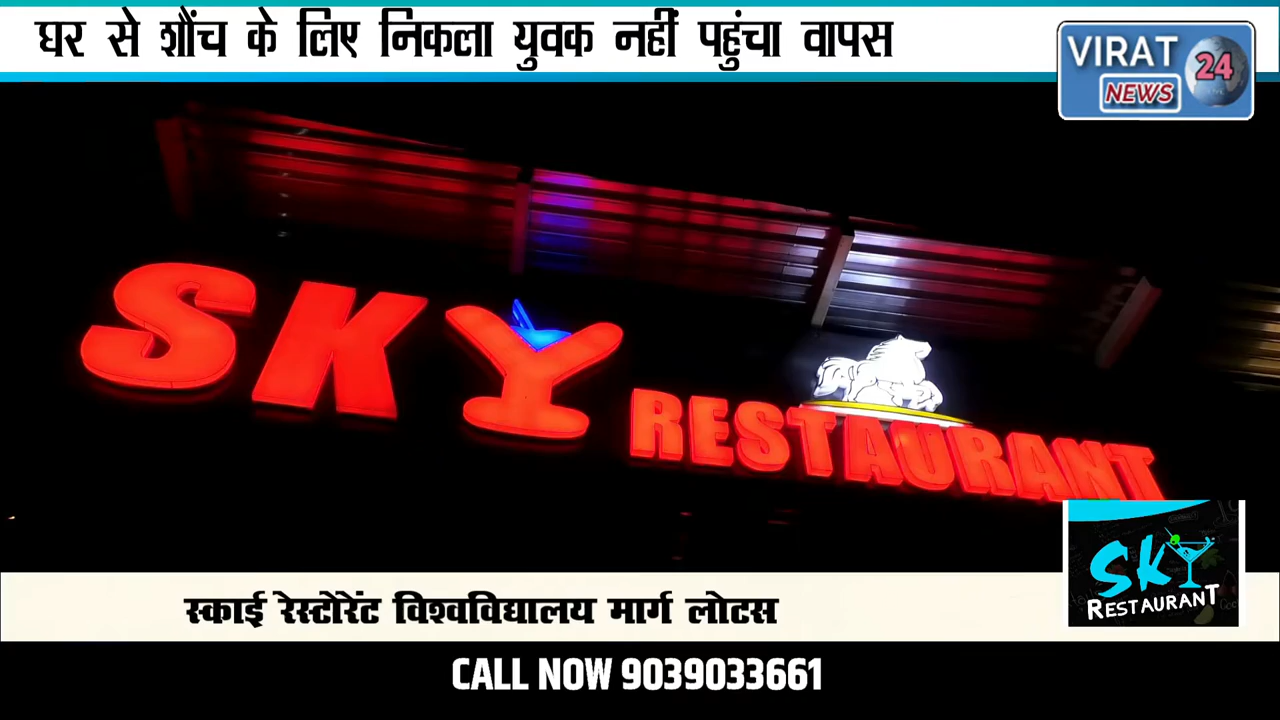 घर से शौंच के लिए निकला युवक नहीं पहुंचा वापस
VIRAT 24
NEWS
SKY RESTAURANT
SKY
RESTAURANT
स्काई रेस्टोरेंट विश्वविद्यालय मार्ग लोटस
CALL NOW 9039033661